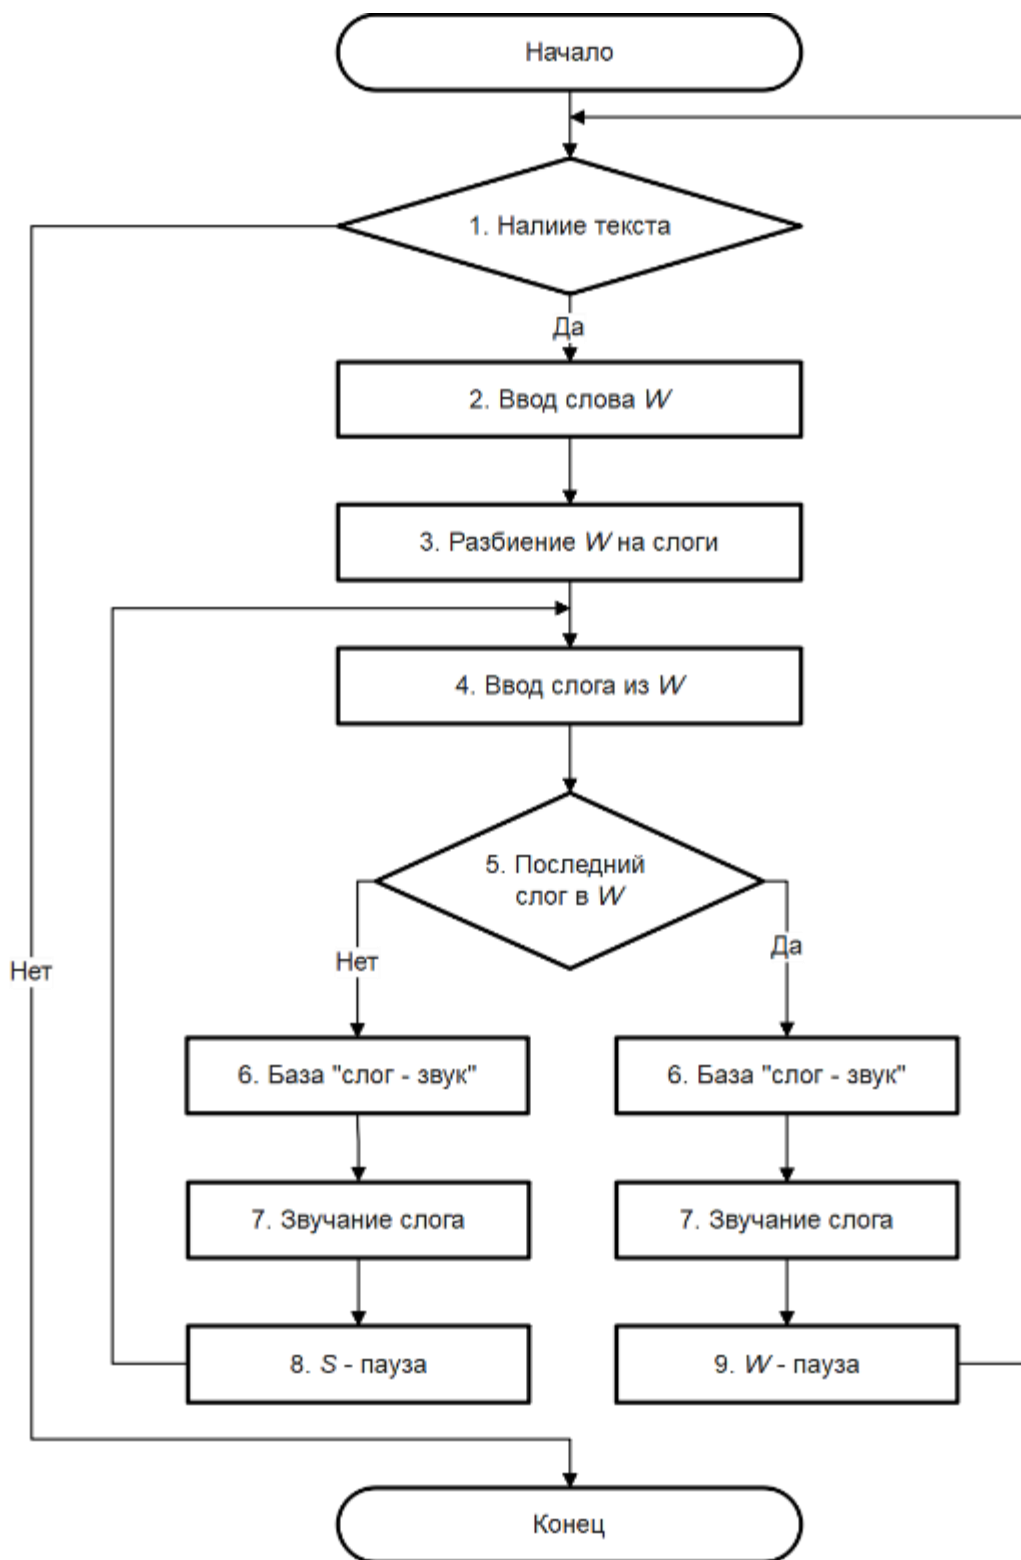 Начало
1. Налиие текста
Да
2. Ввод слова W
3. Разбиение W на слоги
4. Ввод слога из W
5. Последний
слог в W
Нет
Да
Нет
6. База "слог - звук"
6. База "слог - звук"
7. Звучание слога
7. Звучание слога
8. S - пауза
9. W - пауза
Конец